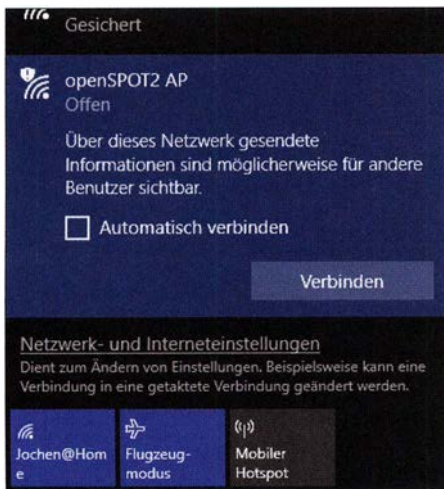 Gesichert
openSPOT2 AP
Offen
Über dieses Netzwerk gesendete
Informationen sind möglicherweise für andere
Benutzer sichtbar.
Automatisch verbinden
Verbinden
Netzwerk- und Interneteinstellungen
Dient zum Ändern von Einstellungen. Beispielsweise kann eine
Verbindung in eine getaktete Verbindung geändert werden.
Jochen@Hom
e
Flugzeug-
modus
Mobiler
Hotspot